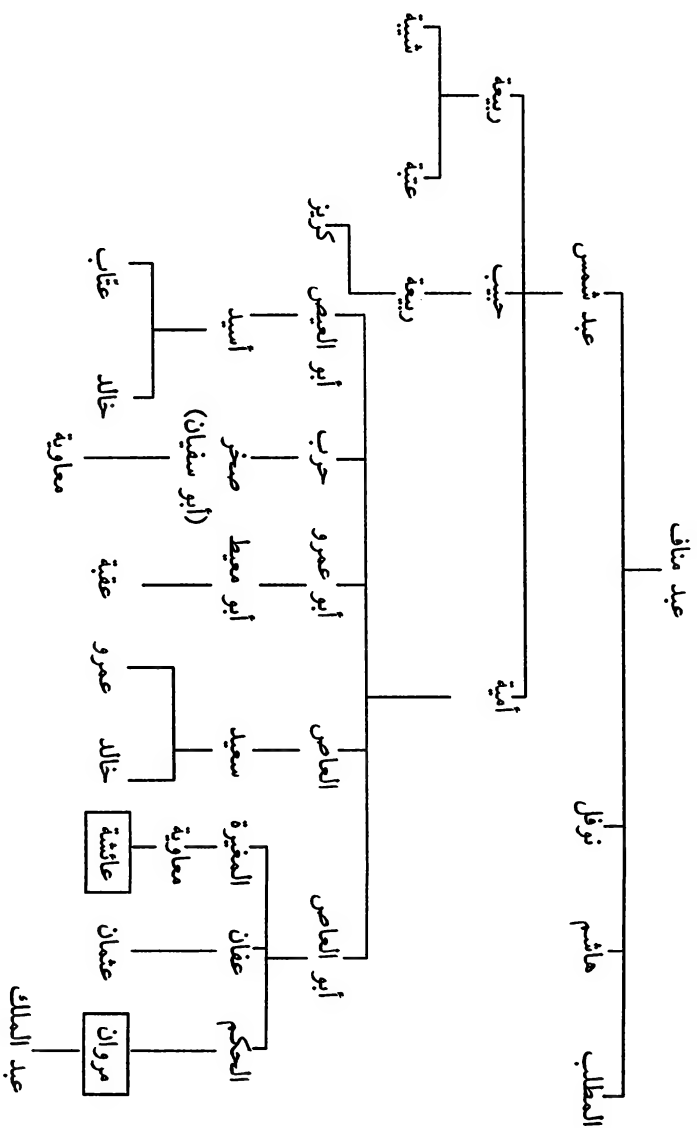 عبد مناف
عبد شمس
نوفل
هاشم
المطلب
ربيعة
حبيب
أمية
شيبة
عتبة
ربيعة
كريز
أبو العيص
حرب
أبو عمرو
العاص
أبو العاص
أسيد
صخر
(أبو سفيان)
أبو معيط
سعيد
المغيرة
عفان
الحكم
عتاب
خالد
معاوية
عقبة
عمرو
خالد
معاوية
عائشة
عثمان
مروان
عبد الملك